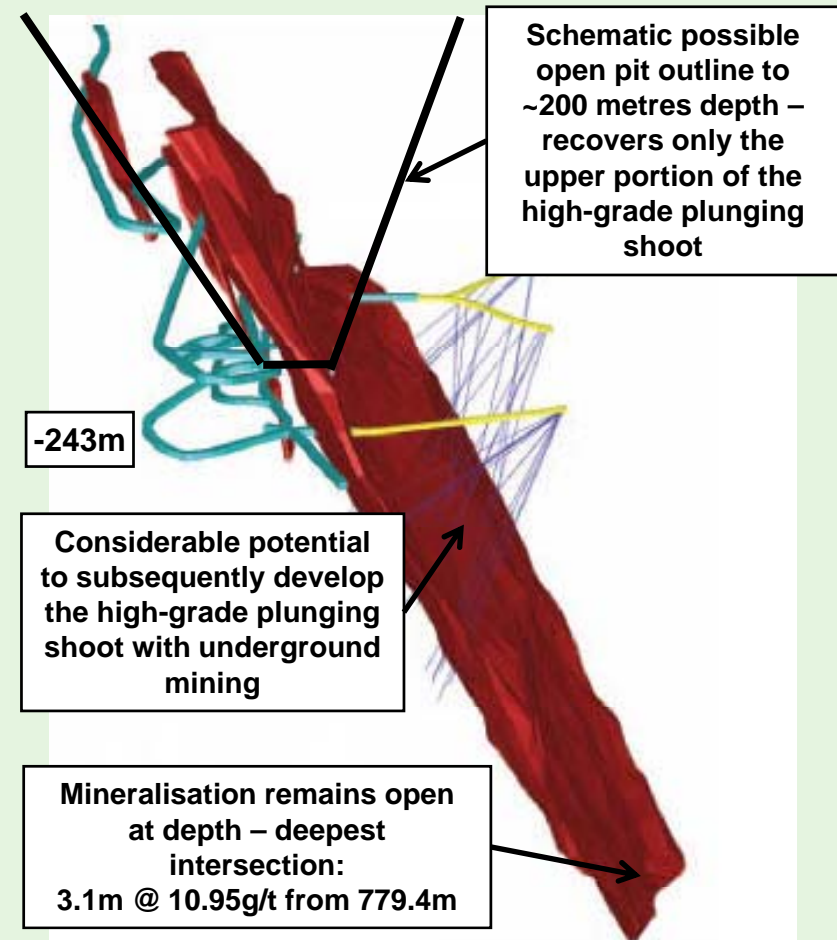 Schematic possible
open pit outline to
~200 metres depth –
recovers only the
upper portion of the
high-grade plunging
shoot
-243m
Considerable potential
to subsequently develop
the high-grade plunging
shoot with underground
mining
Mineralisation remains open
at depth – deepest
intersection:
3.1m @ 10.95g/t from 779.4m